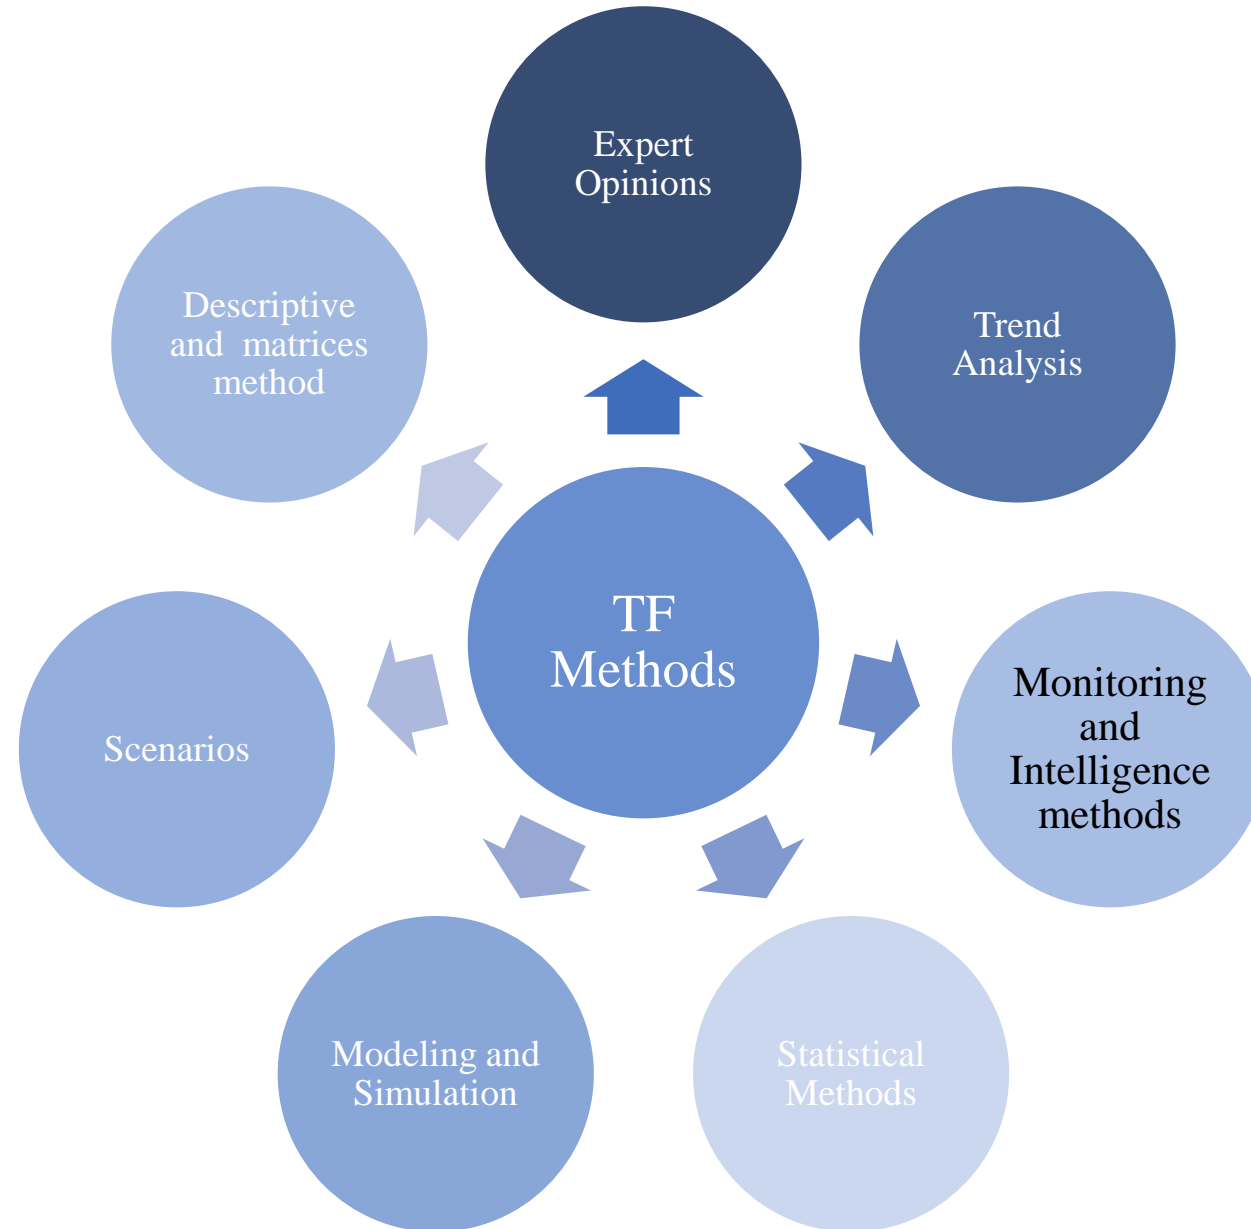 Expert
Opinions
Trend
Analysis
Monitoring
and
Intelligence
methods
Statistical
Methods
Modeling and
Simulation
Scenarios
Descriptive
and  matrices
method
TF
Methods